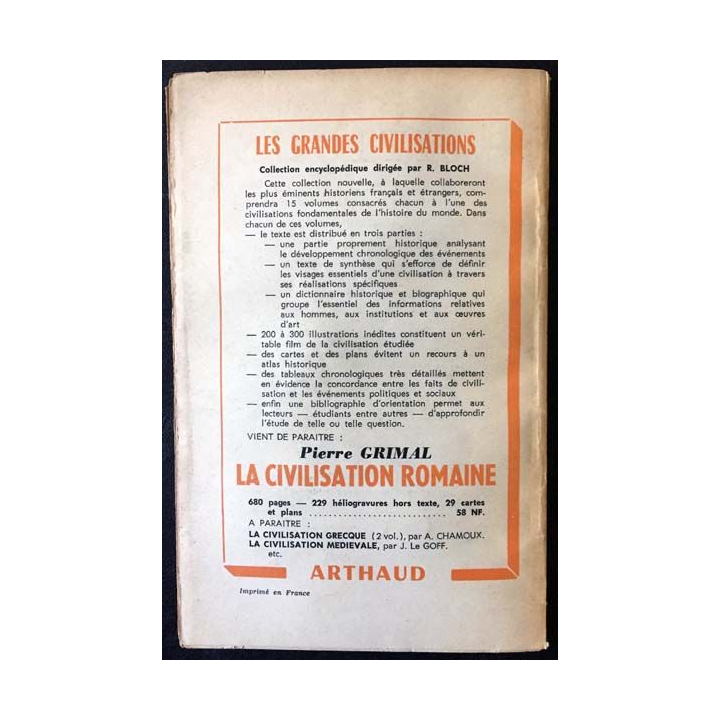 LES GRANDES CIVILISATIONS
Collection encyclopédique dirigée par R. BLOCH
Cette collection nouvelle, à laquelle collaboreront
les plus éminents historiens français et étrangers, com-
prendra 15 volumes consacrés chacun à l'une des
civilisations fondamentales de l'histoire du monde. Dans
chacun de ces volumes,
— le texte est distribué en trois parties :
— une partie proprement historique analysant
le développement chronologique des événements
— un texte de synthèse qui s'efforce de définir
les visages essentiels d'une civilisation à travers
ses réalisations spécifiques
— un dictionnaire historique et biographique qui
groupe l'essentiel des informations relatives
aux hommes, aux institutions et aux œuvres
d'art
— 200 à 300 illustrations inédites constituent un véri-
table film de la civilisation étudiée
— des cartes et des plans évitent un recours à un
atlas historique
— des tableaux chronologiques très détaillés mettent
en évidence la concordance entre les faits de civili-
sation et les événements politiques et sociaux
— enfin une bibliographie d'orientation permet aux
lecteurs — étudiants entre autres — d'approfondir
l'étude de telle ou telle question.
VIENT DE PARAITRE :
Pierre GRIMAL
LA CIVILISATION ROMAINE
680 pages — 229 héliogravures hors texte, 29 cartes
et plans ........................ 58 NF.
A PARAITRE :
LA CIVILISATION GRECQUE (2 vol.), par A. CHAMOUX.
LA CIVILISATION MEDIEVALE, par J. Le GOFF.
etc.
ARTHAUD
Imprimé en France